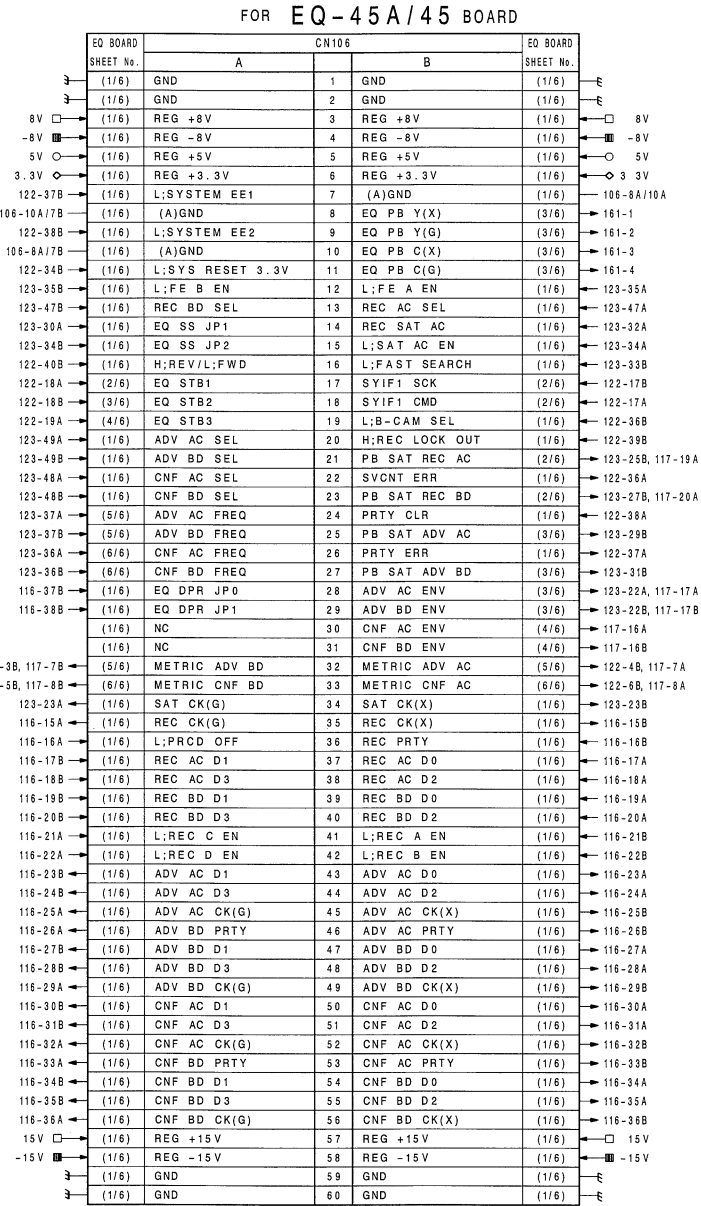 FOR EQ-45A/45 BOARD
EQ BOARD CN106 EQ BOARD
SHEET No. A B SHEET No.
(1/6) GND 1 GND (1/6)
(1/6) GND 2 GND (1/6)
8V (1/6) REG +8V 3 REG +8V (1/6) 8V
-8V (1/6) REG -8V 4 REG -8V (1/6) -8V
5V (1/6) REG +5V 5 REG +5V (1/6) 5V
3.3V (1/6) REG +3.3V 6 REG +3.3V (1/6) 3 3V
122-37B (1/6) L;SYSTEM EE1 7 (A)GND (1/6) 106-8A/10A
106-10A/7B (1/6) (A)GND 8 EQ PB Y(X) (3/6) 161-1
122-38B (1/6) L;SYSTEM EE2 9 EQ PB Y(G) (3/6) 161-2
106-8A/7B (1/6) (A)GND 10 EQ PB C(X) (3/6) 161-3
122-34B (1/6) L;SYS RESET 3.3V 11 EQ PB C(G) (3/6) 161-4
123-35B (1/6) L;FE B EN 12 L;FE A EN (1/6) 123-35A
123-47B (1/6) REC BD SEL 13 REC AC SEL (1/6) 123-47A
123-30A (1/6) EQ SS JP1 14 REC SAT AC (1/6) 123-32A
123-34B (1/6) EQ SS JP2 15 L;SAT AC EN (1/6) 123-34A
122-40B (1/6) H;REV/L;FWD 16 L;FAST SEARCH (1/6) 123-33B
122-18A (2/6) EQ STB1 17 SYIF1 SCK (2/6) 122-17B
122-18B (3/6) EQ STB2 18 SYIF1 CMD (2/6) 122-17A
122-19A (4/6) EQ STB3 19 L;B-CAM SEL (1/6) 122-36B
123-49A (1/6) ADV AC SEL 20 H;REC LOCK OUT (1/6) 122-39B
123-49B (1/6) ADV BD SEL 21 PB SAT REC AC (2/6) 123-25B, 117-19A
123-48A (1/6) CNF AC SEL 22 SVCNT ERR (1/6) 122-36A
123-48B (1/6) CNF BD SEL 23 PB SAT REC BD (2/6) 123-27B, 117-20A
123-37A (5/6) ADV AC FREQ 24 PRTY CLR (1/6) 122-38A
123-37B (5/6) ADV BD FREQ 25 PB SAT ADV AC (3/6) 123-29B
123-36A (6/6) CNF AC FREQ 26 PRTY ERR (1/6) 122-37A
123-36B (6/6) CNF BD FREQ 27 PB SAT ADV BD (3/6) 123-31B
116-37B (1/6) EQ DPR JP0 28 ADV AC ENV (3/6) 123-22A, 117-17A
116-38B (1/6) EQ DPR JP1 29 ADV BD ENV (3/6) 123-22B, 117-17B
(1/6) NC 30 CNF AC ENV (4/6) 117-16A
(1/6) NC 31 CNF BD ENV (4/6) 117-16B
-3B, 117-7B (5/6) METRIC ADV BD 32 METRIC ADV AC (5/6) 122-4B, 117-7A
-5B, 117-8B (6/6) METRIC CNF BD 33 METRIC CNF AC (6/6) 122-6B, 117-8A
123-23A (1/6) SAT CK(G) 34 SAT CK(X) (1/6) 123-23B
116-15A (1/6) REC CK(G) 35 REC CK(X) (1/6) 116-15B
116-16A (1/6) L;PRCD OFF 36 REC PRTY (1/6) 116-16B
116-17B (1/6) REC AC D1 37 REC AC D0 (1/6) 116-17A
116-18B (1/6) REC AC D3 38 REC AC D2 (1/6) 116-18A
116-19B (1/6) REC BD D1 39 REC BD D0 (1/6) 116-19A
116-20B (1/6) REC BD D3 40 REC BD D2 (1/6) 116-20A
116-21A (1/6) L;REC C EN 41 L;REC A EN (1/6) 116-21B
116-22A (1/6) L;REC D EN 42 L;REC B EN (1/6) 116-22B
116-23B (1/6) ADV AC D1 43 ADV AC D0 (1/6) 116-23A
116-24B (1/6) ADV AC D3 44 ADV AC D2 (1/6) 116-24A
116-25A (1/6) ADV AC CK(G) 45 ADV AC CK(X) (1/6) 116-25B
116-26A (1/6) ADV BD PRTY 46 ADV AC PRTY (1/6) 116-26B
116-27B (1/6) ADV BD D1 47 ADV BD D0 (1/6) 116-27A
116-28B (1/6) ADV BD D3 48 ADV BD D2 (1/6) 116-28A
116-29A (1/6) ADV BD CK(G) 49 ADV BD CK(X) (1/6) 116-29B
116-30B (1/6) CNF AC D1 50 CNF AC D0 (1/6) 116-30A
116-31B (1/6) CNF AC D3 51 CNF AC D2 (1/6) 116-31A
116-32A (1/6) CNF AC CK(G) 52 CNF AC CK(X) (1/6) 116-32B
116-33A (1/6) CNF BD PRTY 53 CNF AC PRTY (1/6) 116-33B
116-34B (1/6) CNF BD D1 54 CNF BD D0 (1/6) 116-34A
116-35B (1/6) CNF BD D3 55 CNF BD D2 (1/6) 116-35A
116-36A (1/6) CNF BD CK(G) 56 CNF BD CK(X) (1/6) 116-36B
15V (1/6) REG +15V 57 REG +15V (1/6) 15V
-15V (1/6) REG -15V 58 REG -15V (1/6) -15V
(1/6) GND 59 GND (1/6)
(1/6) GND 60 GND (1/6)